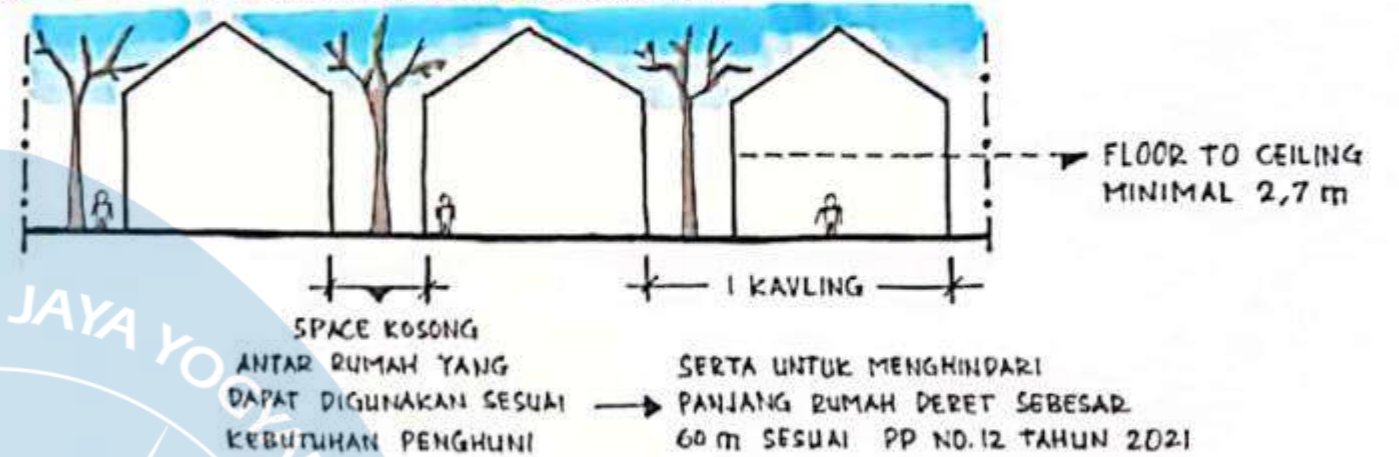 FLOOR TO CEILING
MINIMAL 2,7 m
1 KAVLING
SPACE KOSONG
ANTAR RUMAH YANG
DAPAT DIGUNAKAN SESUAI
KEBUTUHAN PENGHUNI
SERTA UNTUK MENGHINDARI
PANJANG RUMAH DERET SEBESAR
60 m SESUAI PP NO.12 TAHUN 2021
JAYA YOGYA